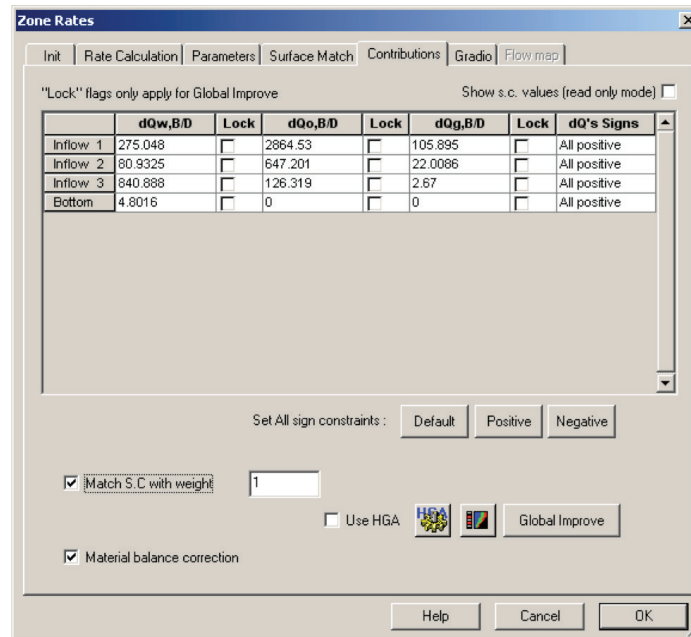 Zone Rates
Init Rate Calculation Parameters Surface Match Contributions Gradio Flow map
"Lock" flags only apply for Global Improve Show s.c. values (read only mode)
dQw,B/D Lock dQo,B/D Lock dQg,B/D Lock dQ's Signs
Inflow 1 275.048 2864.53 105.895 All positive
Inflow 2 80.9325 647.201 22.0086 All positive
Inflow 3 840.888 126.319 2.67 All positive
Bottom 4.8016 0 0 All positive
Set All sign constraints : Default Positive Negative
Match S.C with weight 1
Use HGA HGA Global Improve
Material balance correction
Help Cancel OK